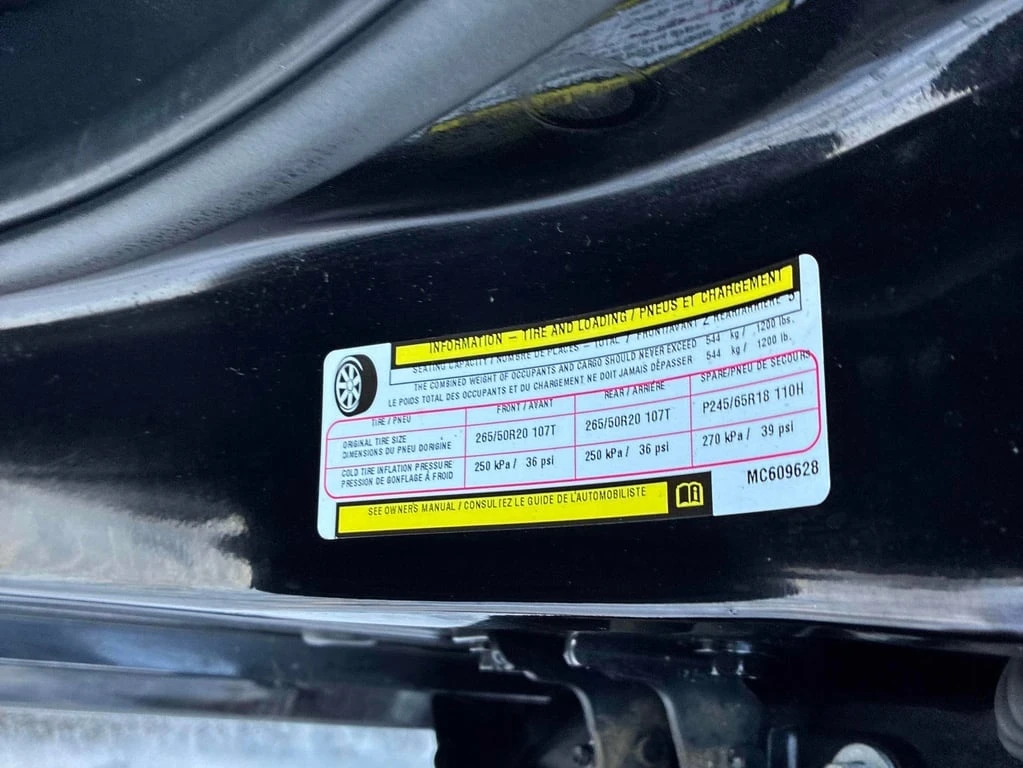 INFORMATION – TIRE AND LOADING / PNEUS ET CHARGEMENT
SEATING CAPACITY / NOMBRE DE PLACES – TOTAL 7 FRONT/AVANT 2 REAR/ARRIÈRE 5
THE COMBINED WEIGHT OF OCCUPANTS AND CARGO SHOULD NEVER EXCEED 544 kg / 1200 lbs.
LE POIDS TOTAL DES OCCUPANTS ET DU CHARGEMENT NE DOIT JAMAIS DÉPASSER 544 kg / 1200 lb.
TIRE / PNEU FRONT / AVANT REAR / ARRIÈRE SPARE/PNEU DE SECOURS
ORIGINAL TIRE SIZE
DIMENSIONS DU PNEU DORIGINE
265/50R20 107T 265/50R20 107T P245/65R18 110H
COLD TIRE INFLATION PRESSURE
PRESSION DE GONFLAGE À FROID
250 kPa / 36 psi 250 kPa / 36 psi 270 kPa / 39 psi
SEE OWNERS MANUAL / CONSULTEZ LE GUIDE DE L'AUTOMOBILISTE
MC609628